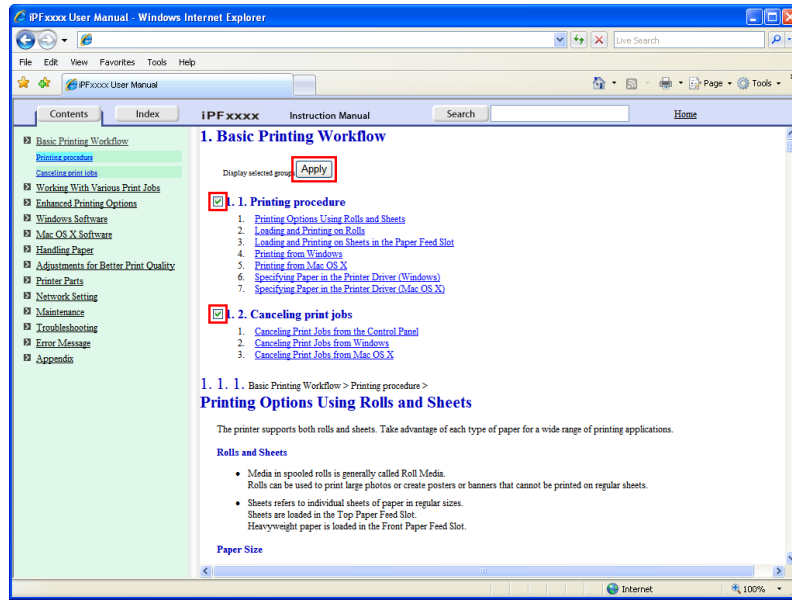 iPFxxxx User Manual - Windows Internet Explorer
Live Search
File Edit View Favorites Tools Help
iPFxxxx User Manual
Page Tools
Contents Index iPFxxxx Instruction Manual Search Home
Basic Printing Workflow
Printing procedure
Canceling print jobs
Working With Various Print Jobs
Enhanced Printing Options
Windows Software
Mac OS X Software
Handling Paper
Adjustments for Better Print Quality
Printer Parts
Network Setting
Maintenance
Troubleshooting
Error Message
Appendix
1. Basic Printing Workflow
Display selected groups Apply
1. 1. Printing procedure
1. Printing Options Using Rolls and Sheets
2. Loading and Printing on Rolls
3. Loading and Printing on Sheets in the Paper Feed Slot
4. Printing from Windows
5. Printing from Mac OS X
6. Specifying Paper in the Printer Driver (Windows)
7. Specifying Paper in the Printer Driver (Mac OS X)
1. 2. Canceling print jobs
1. Canceling Print Jobs from the Control Panel
2. Canceling Print Jobs from Windows
3. Canceling Print Jobs from Mac OS X
1. 1. 1. Basic Printing Workflow > Printing procedure >
Printing Options Using Rolls and Sheets
The printer supports both rolls and sheets. Take advantage of each type of paper for a wide range of printing applications.
Rolls and Sheets
• Media in spooled rolls is generally called Roll Media.
Rolls can be used to print large photos or create posters or banners that cannot be printed on regular sheets.
• Sheets refers to individual sheets of paper in regular sizes.
Sheets are loaded in the Top Paper Feed Slot.
Heavyweight paper is loaded in the Front Paper Feed Slot.
Paper Size
Internet 100%